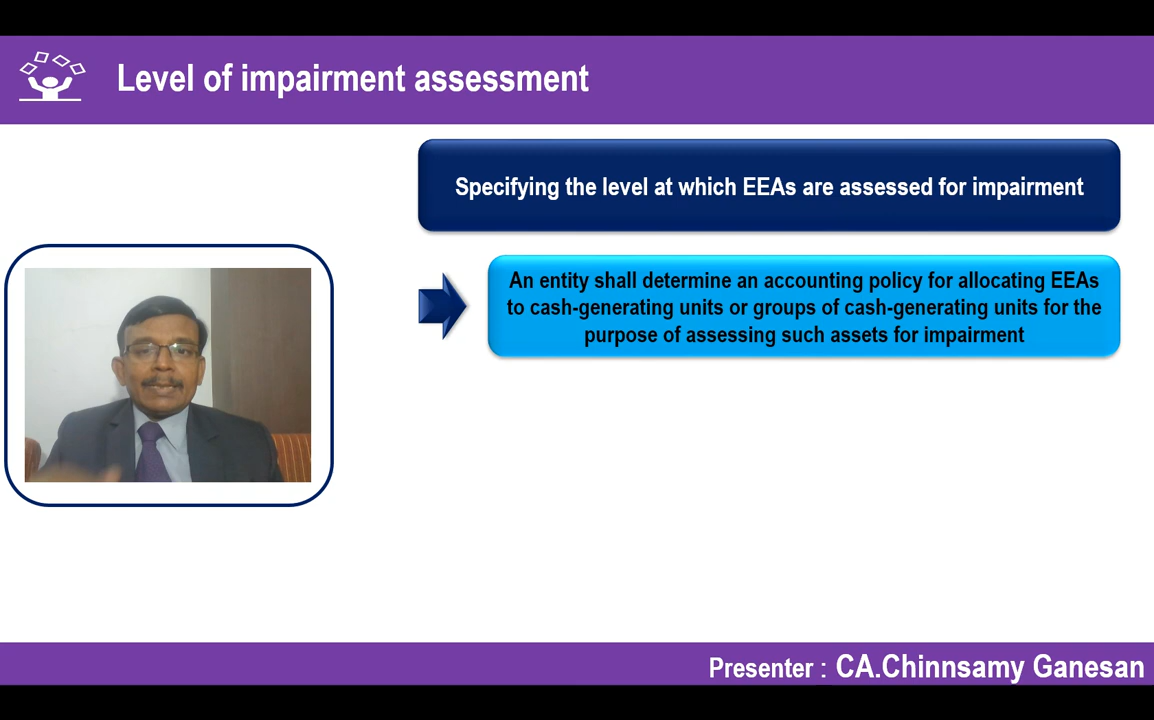 Level of impairment assessment
Specifying the level at which EEAs are assessed for impairment
An entity shall determine an accounting policy for allocating EEAs
to cash-generating units or groups of cash-generating units for the
purpose of assessing such assets for impairment
Presenter : CA.Chinnsamy Ganesan